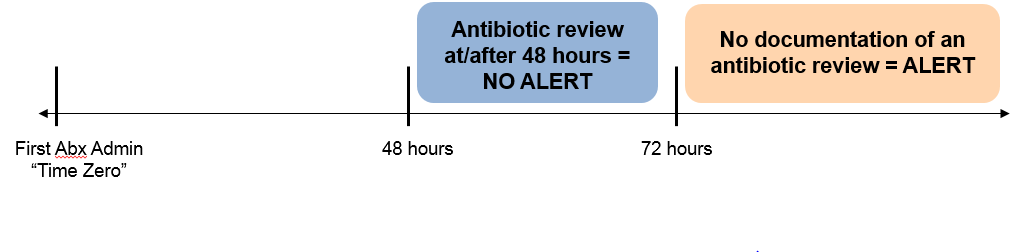 Antibiotic review
at/after 48 hours =
NO ALERT
No documentation of an
antibiotic review = ALERT
First Abx Admin
“Time Zero”
48 hours
72 hours